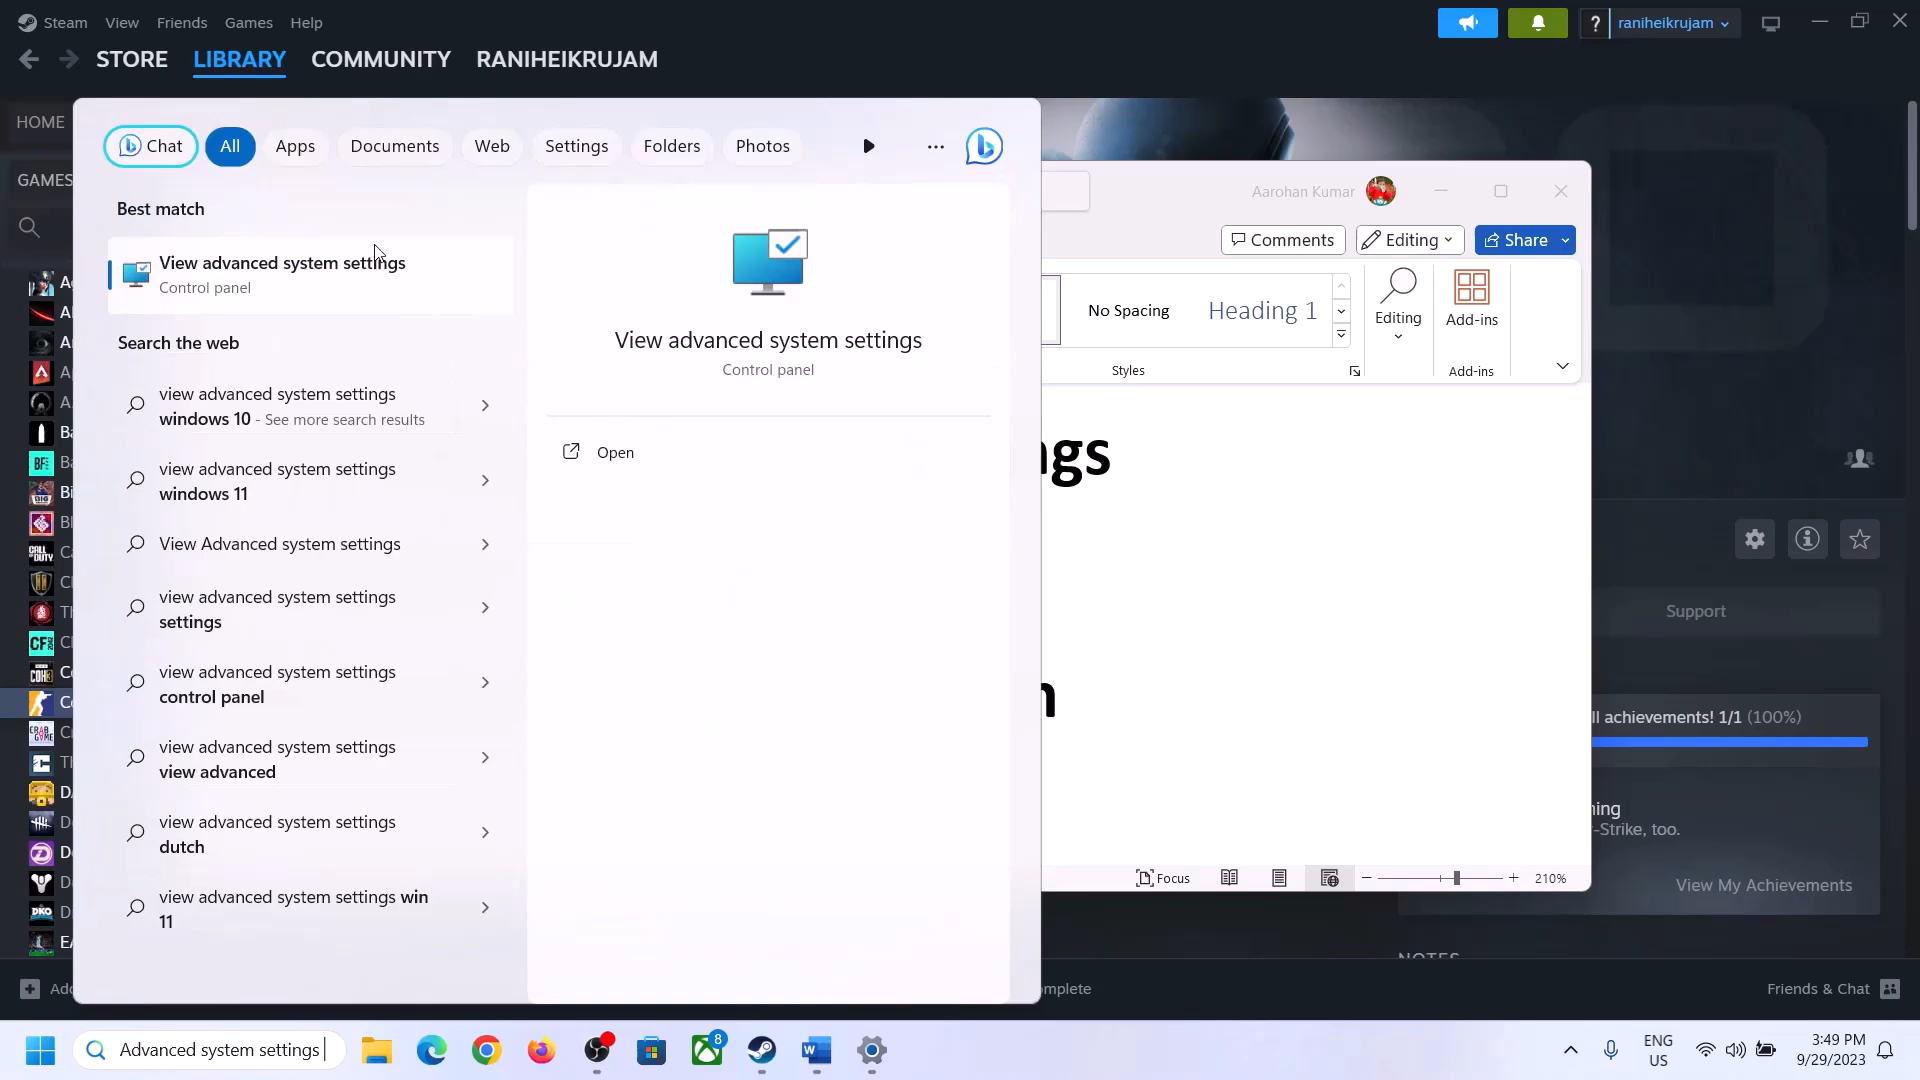 Steam View Friends Games Help
raniheikrujam
STORE LIBRARY COMMUNITY RANIHEIKRUJAM
HOME
GAMES
Chat All Apps Documents Web Settings Folders Photos
Best match
View advanced system settings
Control panel
Search the web
view advanced system settings
windows 10 - See more search results
view advanced system settings
windows 11
View Advanced system settings
view advanced system settings
settings
view advanced system settings
control panel
view advanced system settings
view advanced
view advanced system settings
dutch
view advanced system settings win
11
View advanced system settings
Control panel
Open
Aarohan Kumar
Comments Editing Share
No Spacing Heading 1
Editing
Add-ins
Styles
Add-ins
ngs
Focus
210%
Support
ll achievements! 1/1 (100%)
-Strike, too.
View My Achievements
NOTES
Friends & Chat
Advanced system settings
8
ENG
US
3:49 PM
9/29/2023